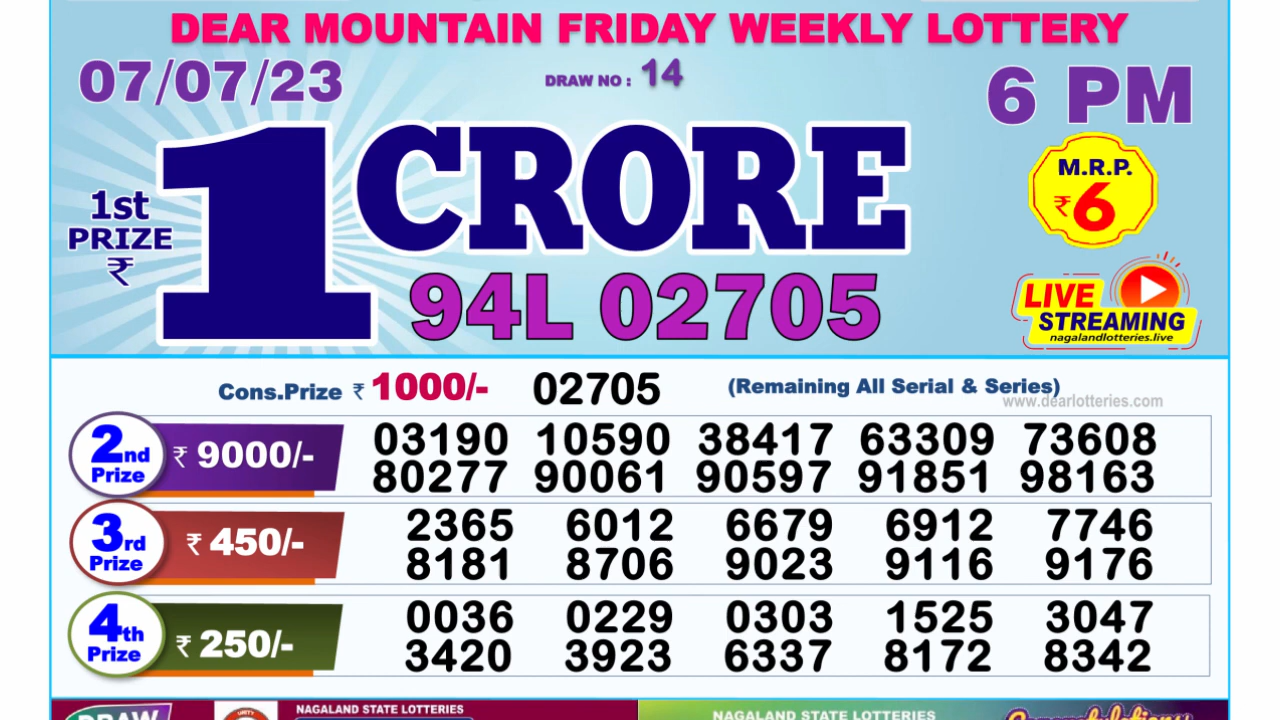 DEAR MOUNTAIN FRIDAY WEEKLY LOTTERY
07/07/23
DRAW NO : 14
6 PM
1st
PRIZE
₹
1 CRORE
94L 02705
M.R.P.
₹6
LIVE
STREAMING
nagalandlotteries.live
Cons.Prize ₹ 1000/- 02705 (Remaining All Serial & Series)
www.dearlotteries.com
2nd
Prize
₹ 9000/-
03190 10590 38417 63309 73608
80277 90061 90597 91851 98163
3rd
Prize
₹ 450/-
2365 6012 6679 6912 7746
8181 8706 9023 9116 9176
4th
Prize
₹ 250/-
0036 0229 0303 1525 3047
3420 3923 6337 8172 8342
DRAW
UNITY
NAGALAND STATE LOTTERIES
NAGALAND STATE LOTTERIES